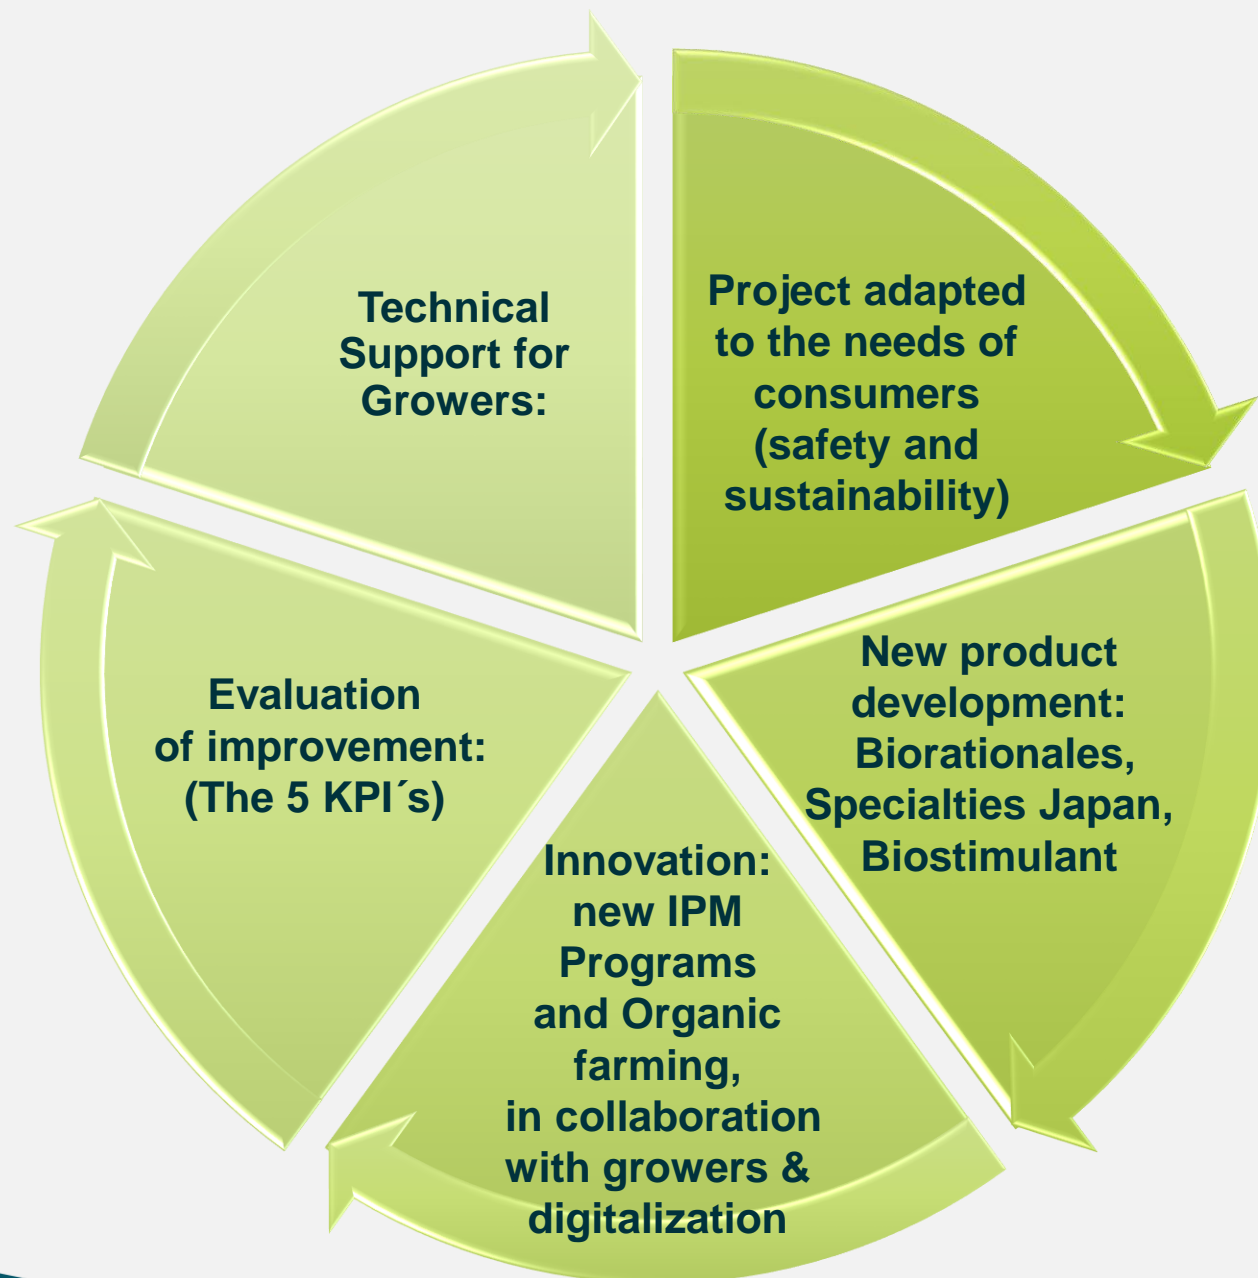 Technical
Support for
Growers:
Project adapted
to the needs of
consumers
(safety and
sustainability)
New product
development:
Biorationales,
Specialties Japan,
Biostimulant
Innovation:
new IPM
Programs
and Organic
farming,
in collaboration
with growers &
digitalization
Evaluation
of improvement:
(The 5 KPI´s)